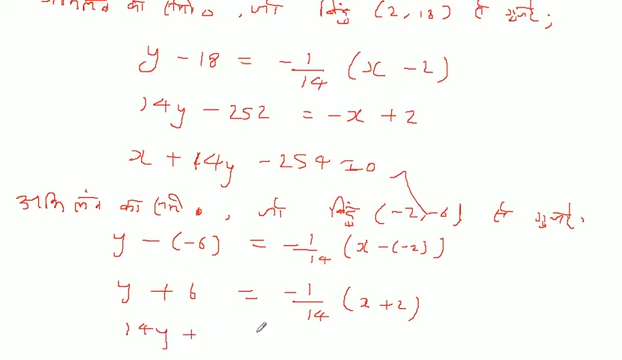 अभिलंब का समी०, जो बिंदु (2, 18) से गुजरे;
y - 18 = -1/14 (x - 2)
14y - 252 = -x + 2
x + 14y - 254 = 0
अभिलंब का समी०, जो बिंदु (-2, -6) से गुजरे,
y - (-6) = -1/14 (x - (-2))
y + 6 = -1/14 (x + 2)
14y +